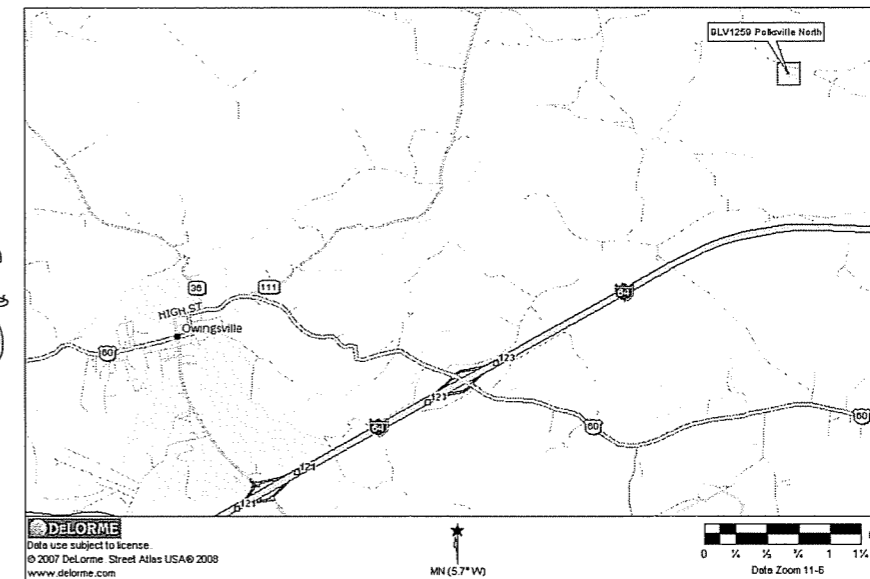 BLV1259 Polksville North
36
111
HIGH ST
Owingsville
60
64
123
121
64
60
60
121
121
DELORME
Data use subject to license.
© 2007 DeLorme. Street Atlas USA® 2008
www.delorme.com
MN (5.7° W)
0 ¼ ½ ¾ 1 1¼
Data Zoom 11-6